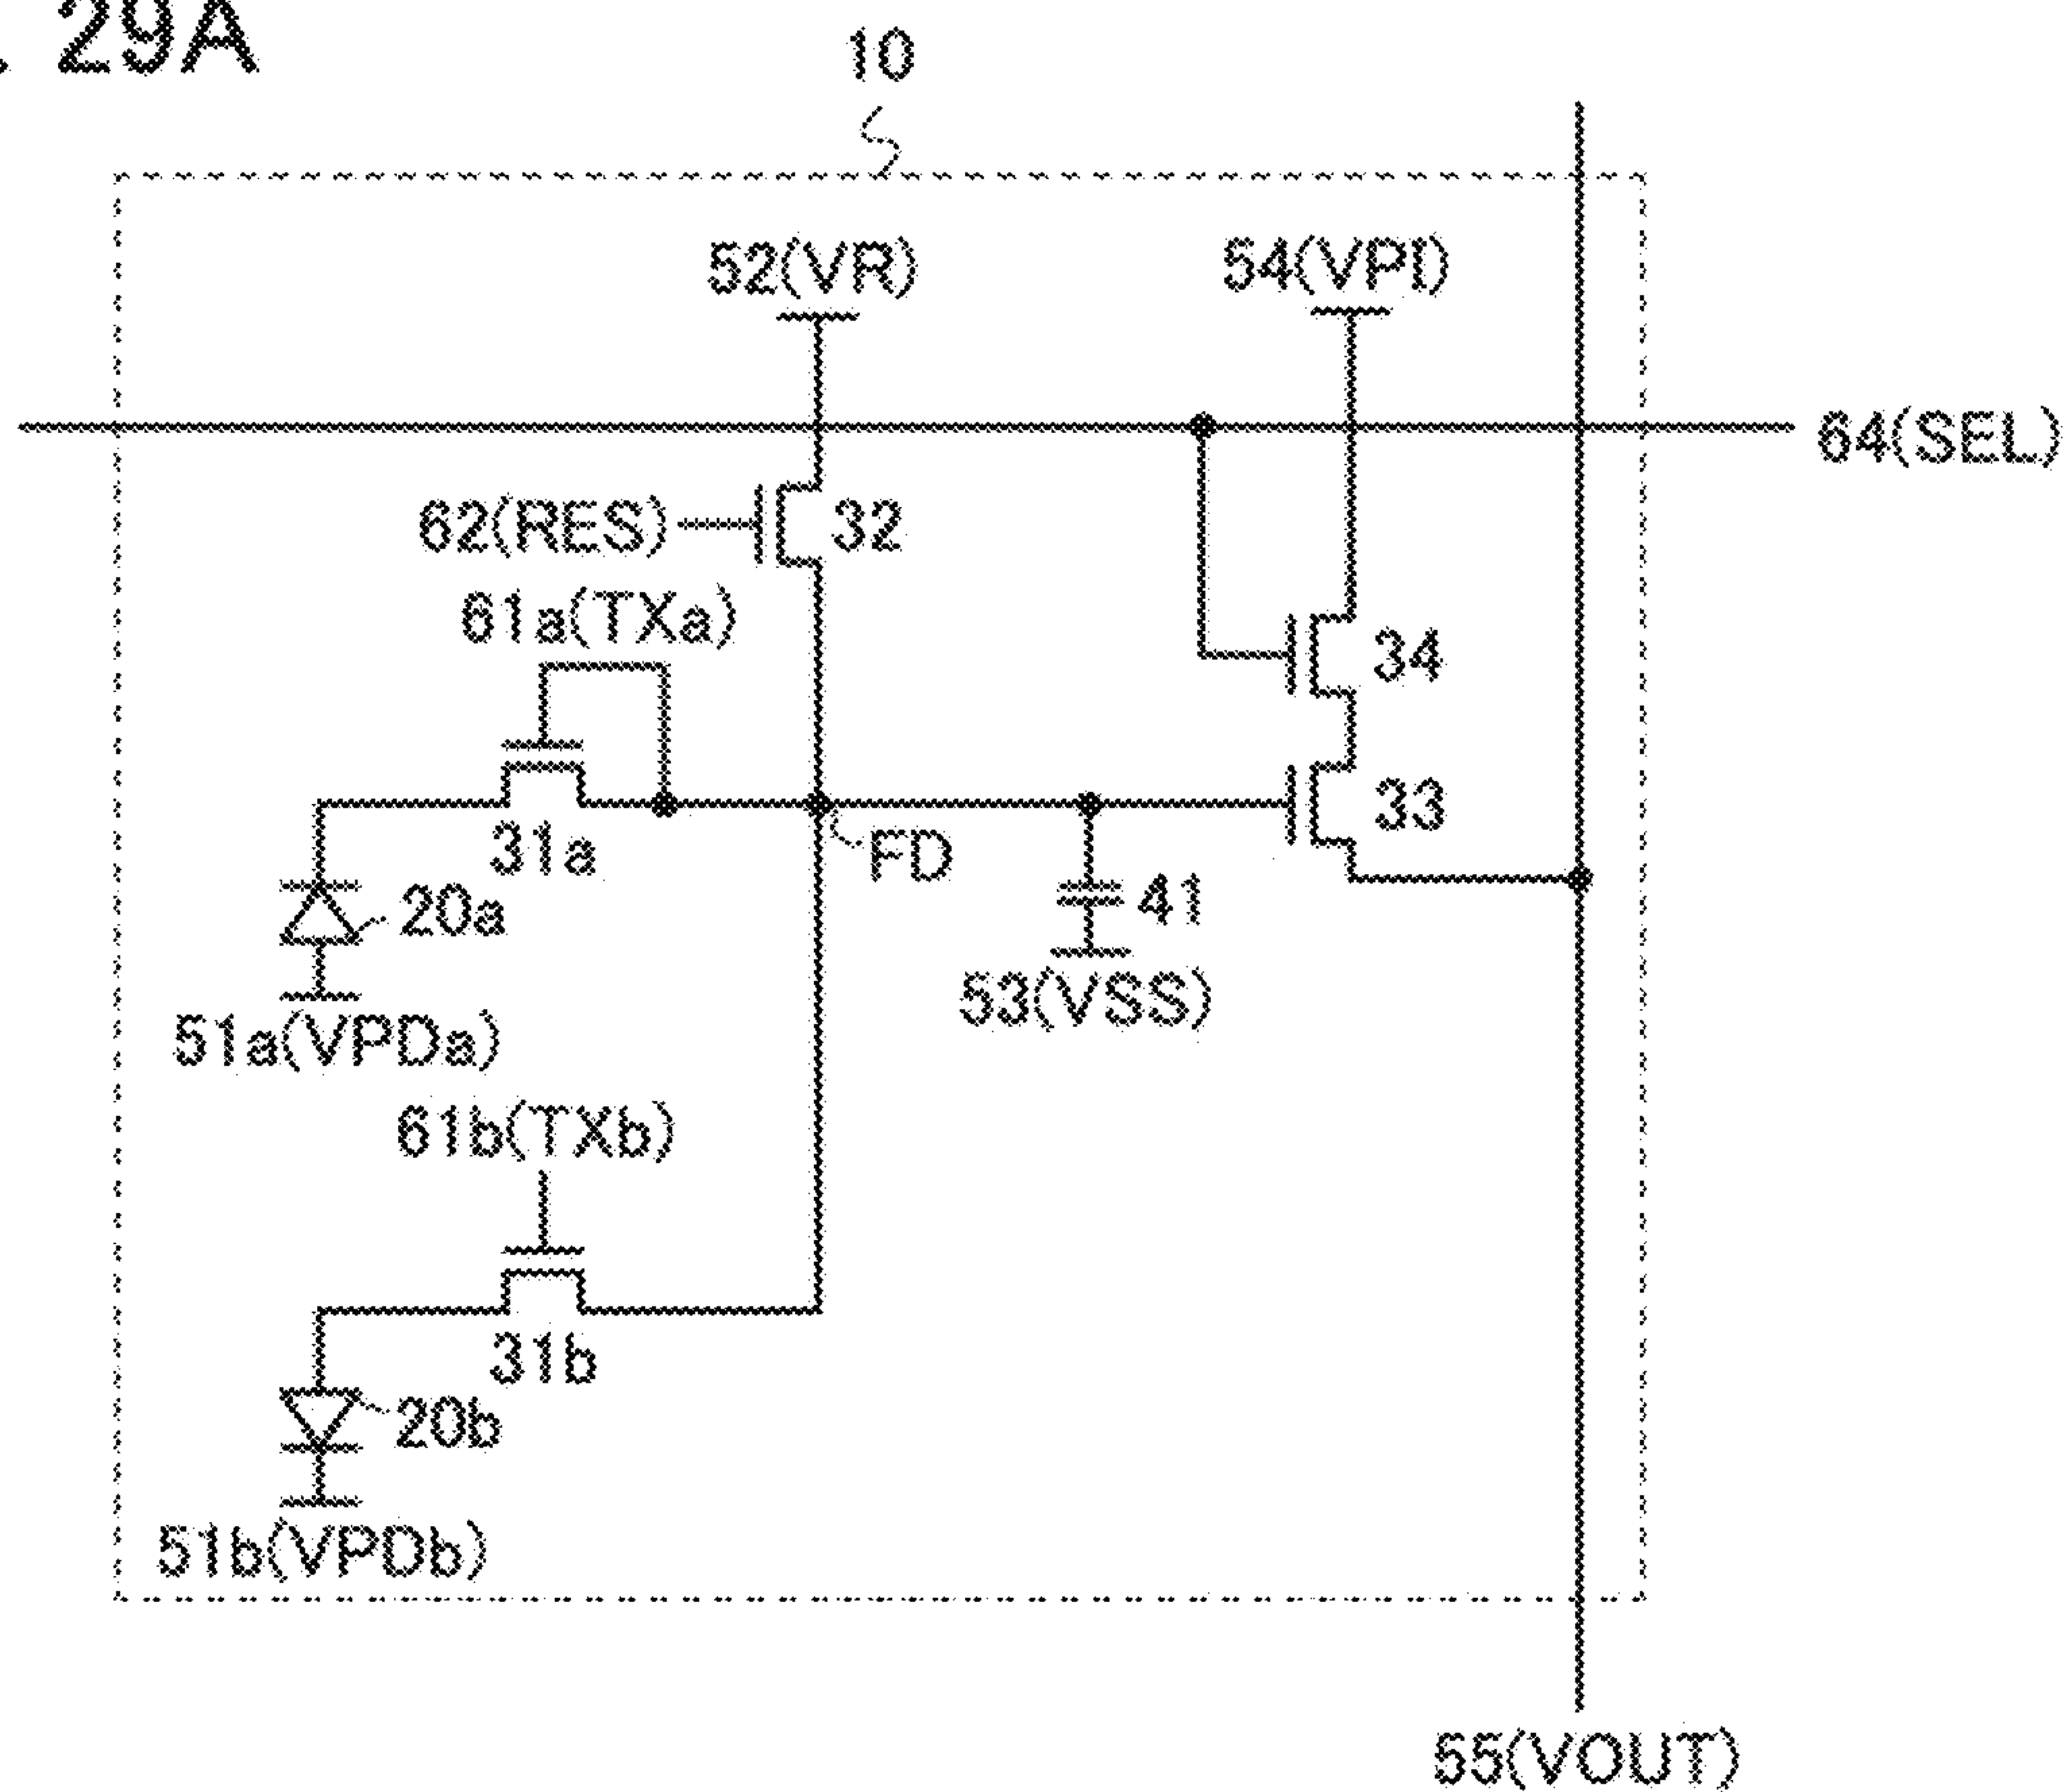 29A
10
52(VR)
54(VPI)
64(SEL)
62(RES)
32
61a(TXa)
34
33
31a
FD
20a
41
53(VSS)
51a(VPDa)
61b(TXb)
31b
20b
51b(VPDb)
55(VOUT)